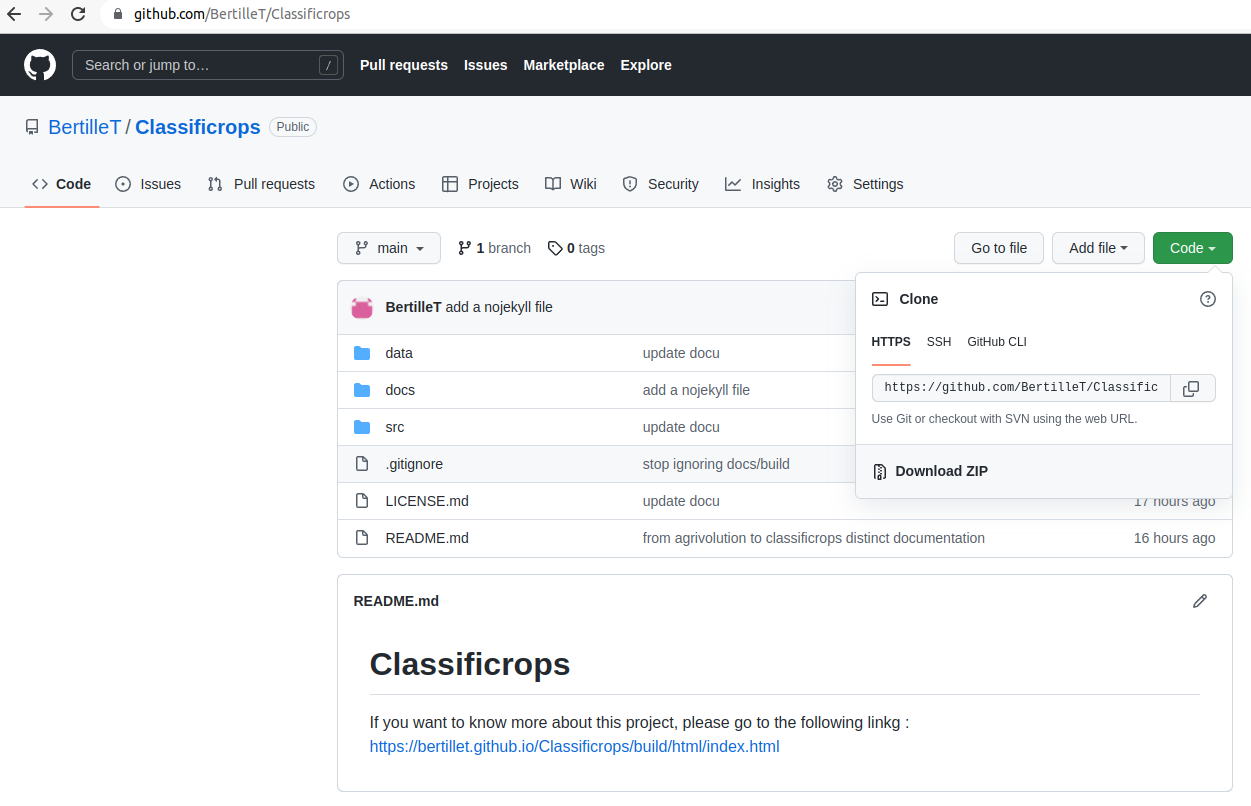 github.com/BertilleT/Classificrops
Search or jump to… /
Pull requests Issues Marketplace Explore
BertilleT / Classificrops Public
Code Issues Pull requests Actions Projects Wiki Security Insights Settings
main 1 branch 0 tags Go to file Add file Code
BertilleT add a nojekyll file
Clone
HTTPS SSH GitHub CLI
https://github.com/BertilleT/Classific
Use Git or checkout with SVN using the web URL.
Download ZIP
data update docu
docs add a nojekyll file
src update docu
.gitignore stop ignoring docs/build
LICENSE.md update docu 17 hours ago
README.md from agrivolution to classificrops distinct documentation 16 hours ago
README.md
Classificrops
If you want to know more about this project, please go to the following linkg :
https://bertillet.github.io/Classificrops/build/html/index.html